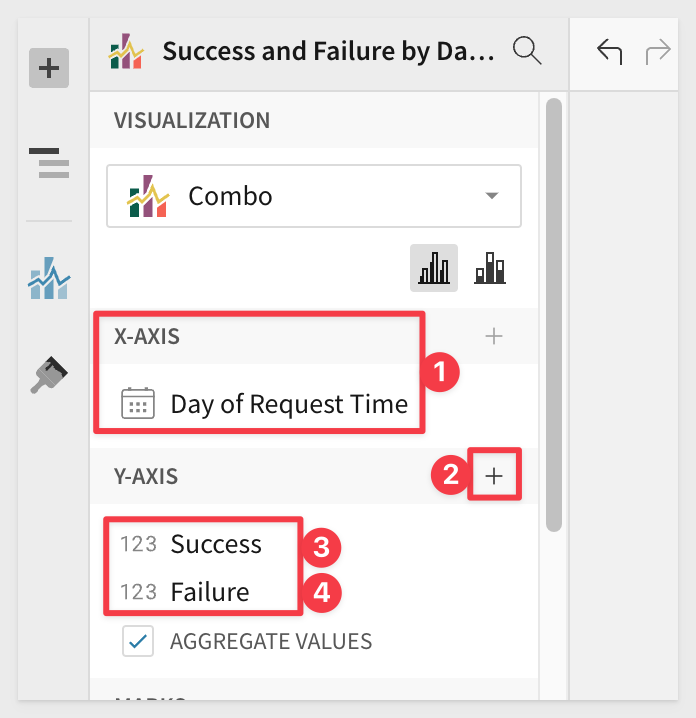 Success and Failure by Da...
VISUALIZATION
Combo
X-AXIS
1
Day of Request Time
Y-AXIS
2
123 Success
3
123 Failure
4
AGGREGATE VALUES